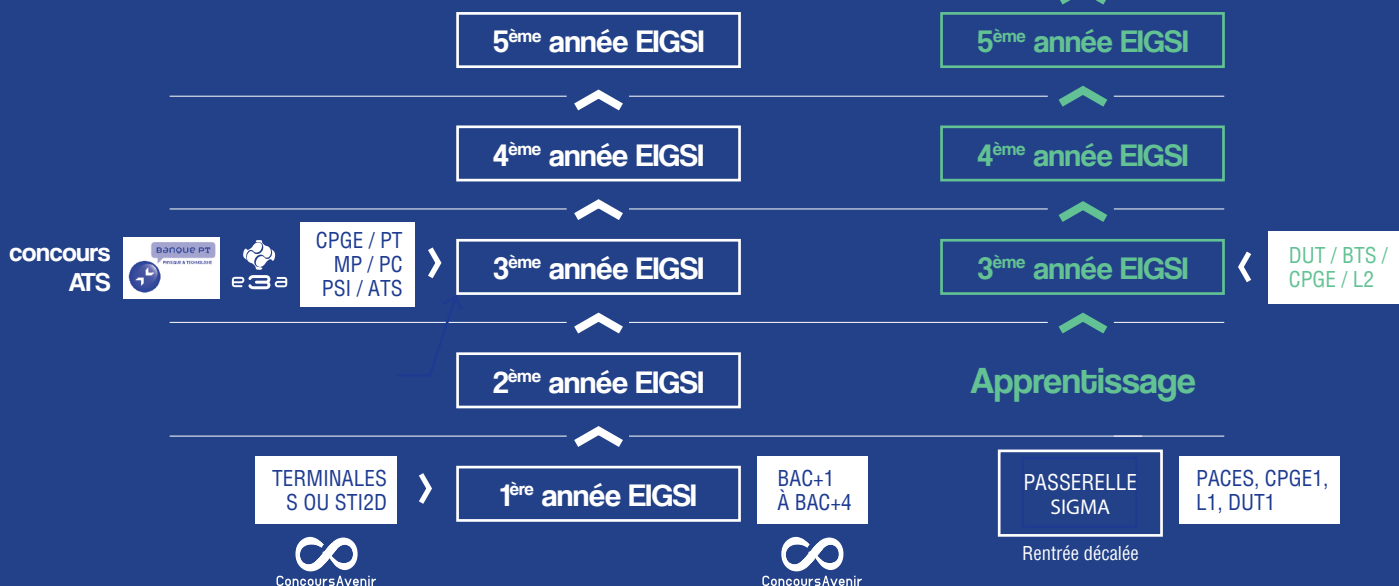 5ème année EIGSI
5ème année EIGSI
4ème année EIGSI
4ème année EIGSI
concours
ATS
Banque PT
PHYSIQUE & TECHNOLOGIE
e3a
CPGE / PT
MP / PC
PSI / ATS
3ème année EIGSI
3ème année EIGSI
DUT / BTS /
CPGE / L2
2ème année EIGSI
Apprentissage
TERMINALES
S OU STI2D
ConcoursAvenir
1ère année EIGSI
BAC+1
À BAC+4
ConcoursAvenir
PASSERELLE
SIGMA
Rentrée décalée
PACES, CPGE1,
L1, DUT1